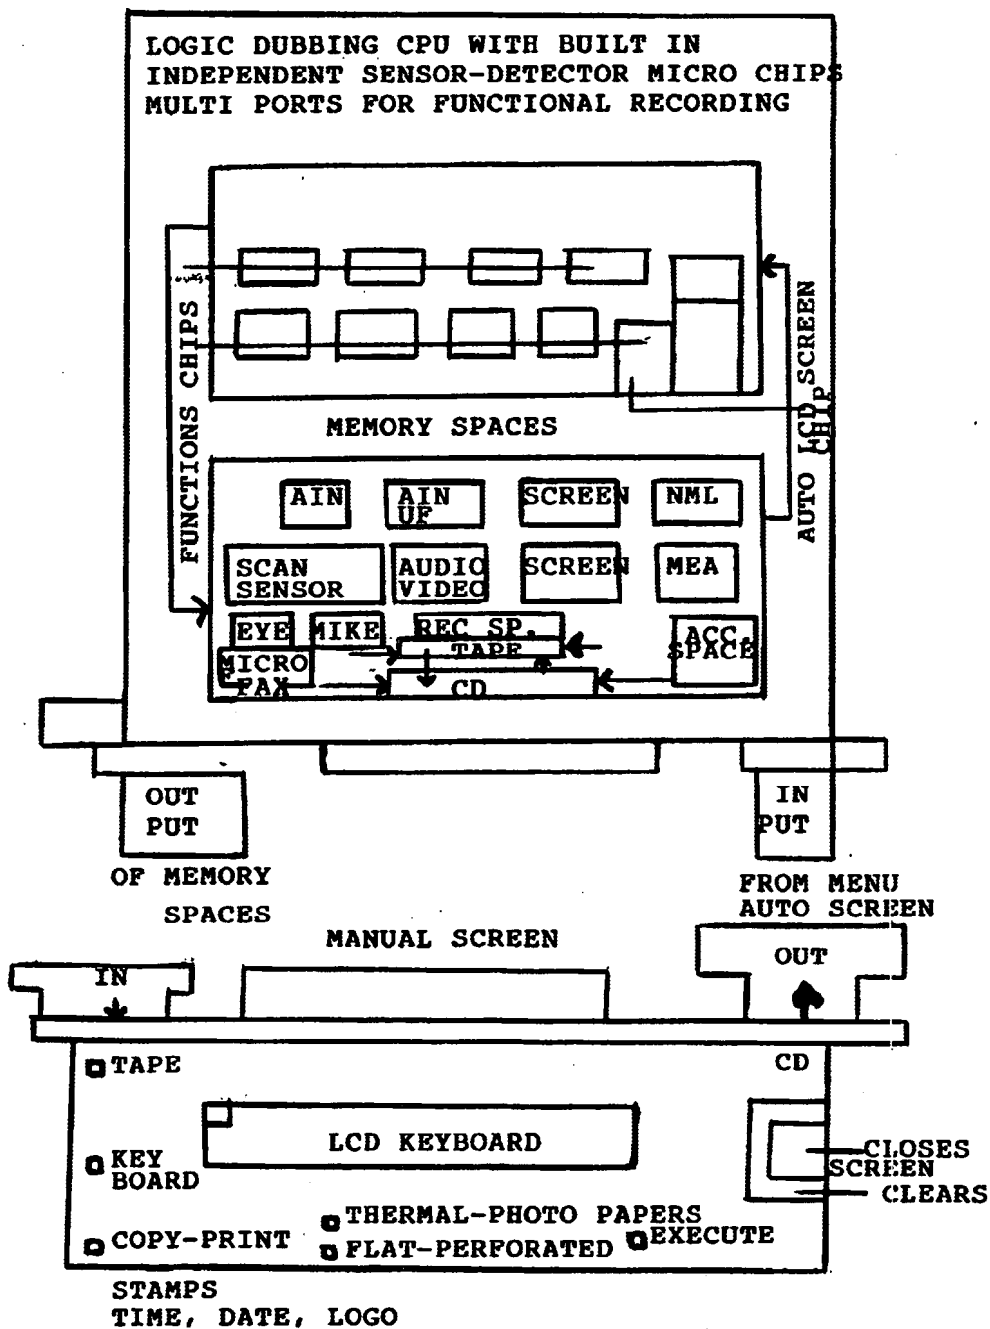 LOGIC DUBBING CPU WITH BUILT IN
INDEPENDENT SENSOR-DETECTOR MICRO CHIPS
MULTI PORTS FOR FUNCTIONAL RECORDING
FUNCTIONS CHIPS
AUTO LCD SCREEN
CHIP
MEMORY SPACES
AIN
AIN
UF
SCREEN
NML
SCAN
SENSOR
AUDIO
VIDEO
SCREEN
MEA
EYE
MIKE
REC SP.
TAPE
ACC.
SPACE
MICRO
FAX
CD
OUT
PUT
IN
PUT
OF MEMORY
SPACES
FROM MENU
AUTO SCREEN
MANUAL SCREEN
IN
OUT
TAPE
CD
LCD KEYBOARD
KEY
BOARD
CLOSES
SCREEN
CLEARS
THERMAL-PHOTO PAPERS
COPY-PRINT
FLAT-PERFORATED
EXECUTE
STAMPS
TIME, DATE, LOGO